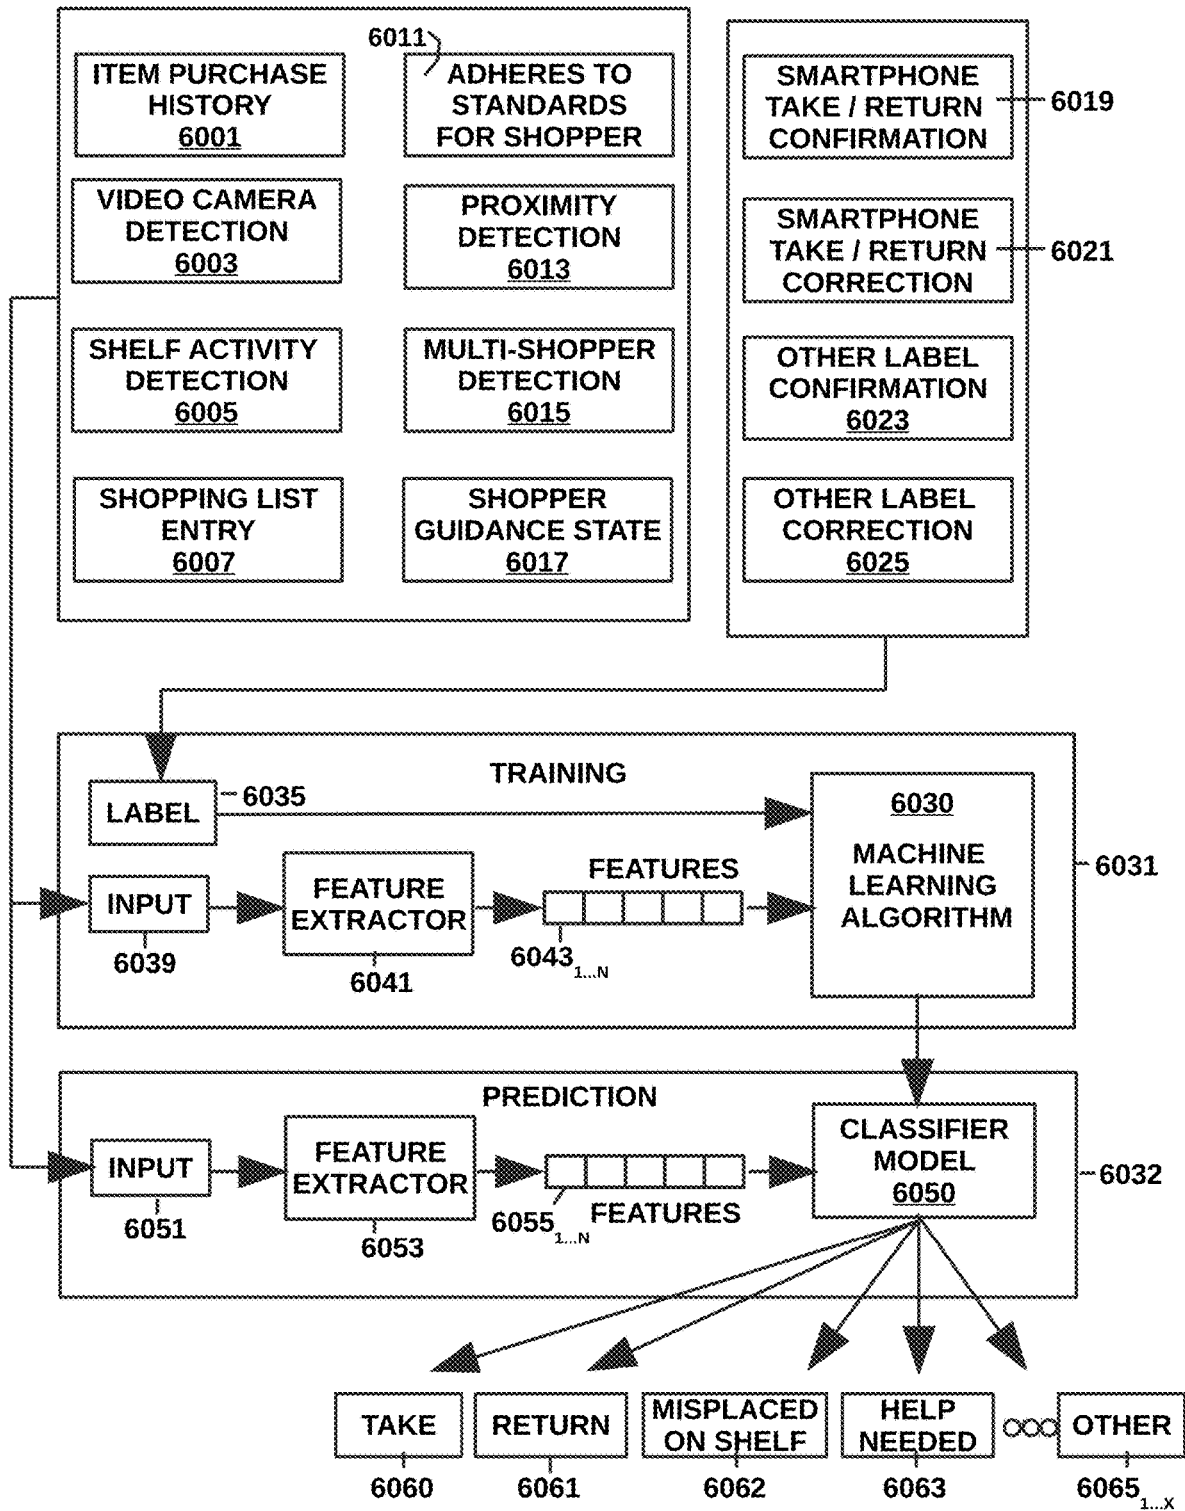 6011
ITEM PURCHASE
HISTORY
6001
ADHERES TO
STANDARDS
FOR SHOPPER
SMARTPHONE
TAKE / RETURN
CONFIRMATION
6019
VIDEO CAMERA
DETECTION
6003
PROXIMITY
DETECTION
6013
SMARTPHONE
TAKE / RETURN
CORRECTION
6021
SHELF ACTIVITY
DETECTION
6005
MULTI-SHOPPER
DETECTION
6015
OTHER LABEL
CONFIRMATION
6023
SHOPPING LIST
ENTRY
6007
SHOPPER
GUIDANCE STATE
6017
OTHER LABEL
CORRECTION
6025
TRAINING
LABEL
6035
6030
MACHINE
LEARNING
ALGORITHM
6031
INPUT
6039
FEATURE
EXTRACTOR
6041
FEATURES
6043 1...N
PREDICTION
INPUT
6051
FEATURE
EXTRACTOR
6053
6055 1...N
FEATURES
CLASSIFIER
MODEL
6050
6032
TAKE
6060
RETURN
6061
MISPLACED
ON SHELF
6062
HELP
NEEDED
6063
OTHER
6065 1...X